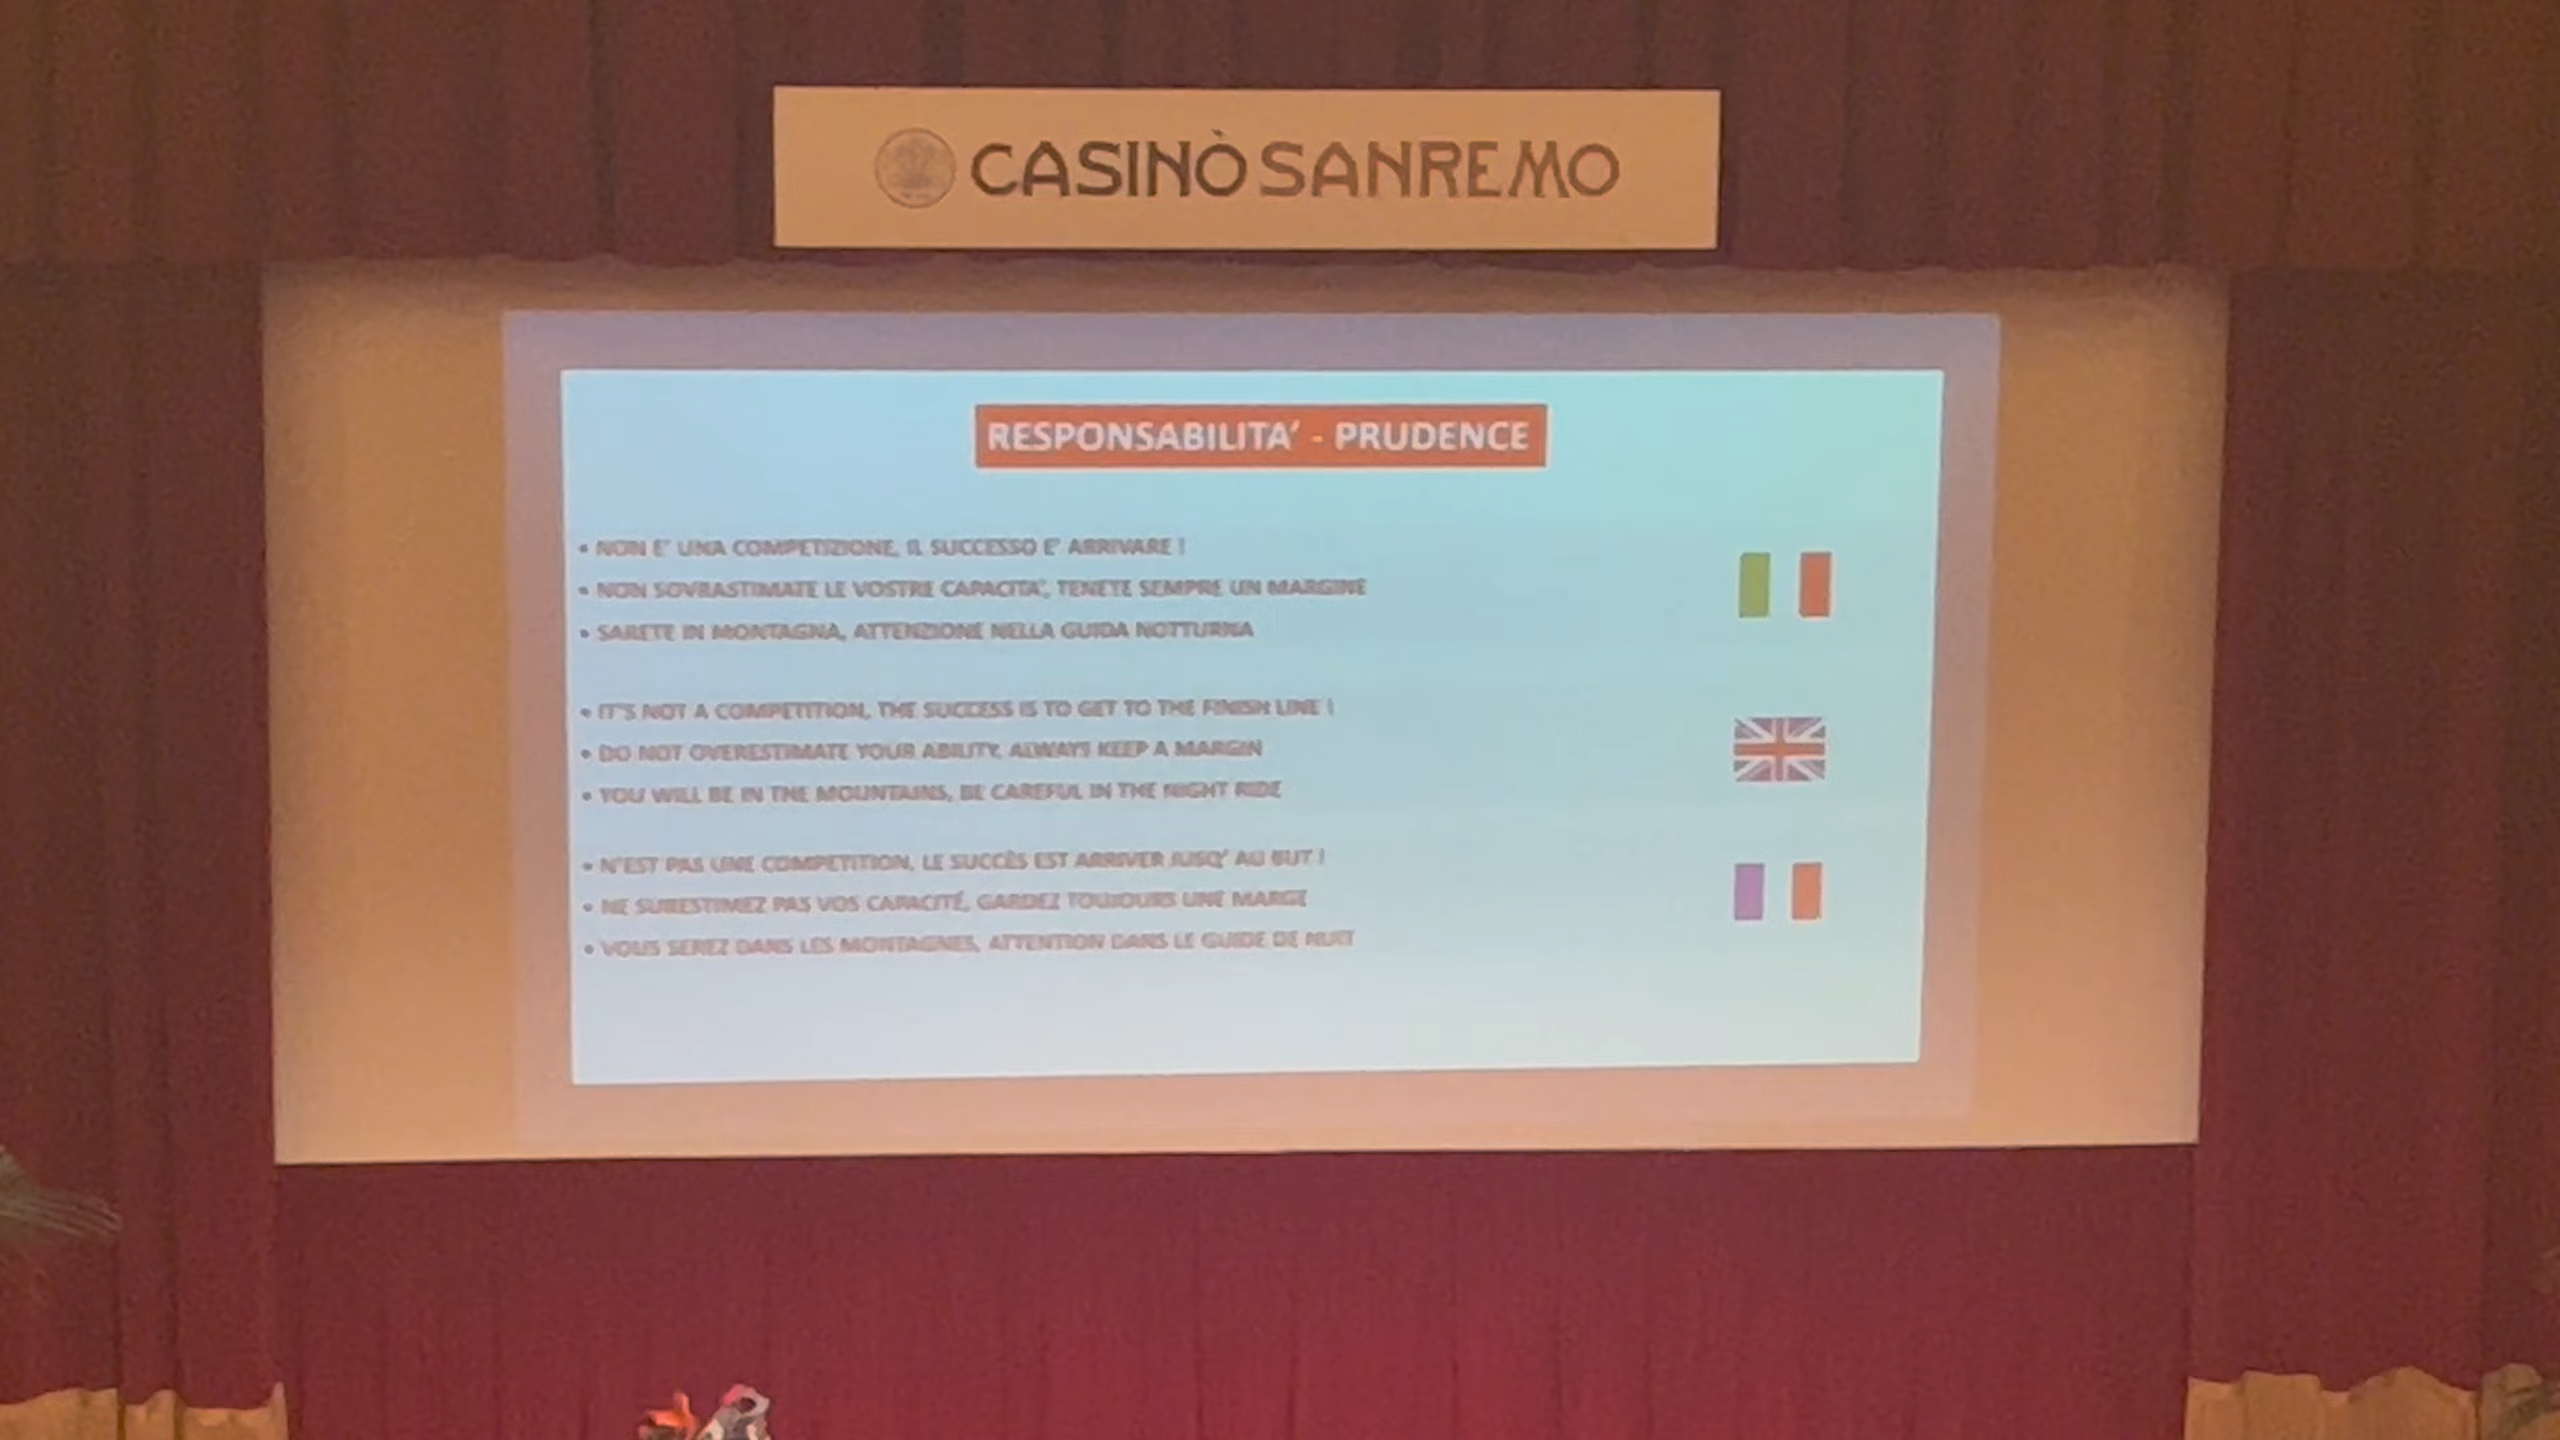 CASINÒ SANREMO
RESPONSABILITA' - PRUDENCE
• NON E' UNA COMPETIZIONE, IL SUCCESSO E' ARRIVARE !
• NON SOVRASTIMATE LE VOSTRE CAPACITA', TENETE SEMPRE UN MARGINE
• SARETE IN MONTAGNA, ATTENZIONE NELLA GUIDA NOTTURNA
• IT'S NOT A COMPETITION, THE SUCCESS IS TO GET TO THE FINISH LINE !
• DO NOT OVERESTIMATE YOUR ABILITY, ALWAYS KEEP A MARGIN
• YOU WILL BE IN THE MOUNTAINS, BE CAREFUL IN THE NIGHT RIDE
• N'EST PAS UNE COMPETITION, LE SUCCÈS EST ARRIVER JUSQ' AU BUT !
• NE SURESTIMEZ PAS VOS CAPACITÉ, GARDEZ TOUJOURS UNE MARGE
• VOUS SEREZ DANS LES MONTAGNES, ATTENTION DANS LE GUIDE DE NUIT